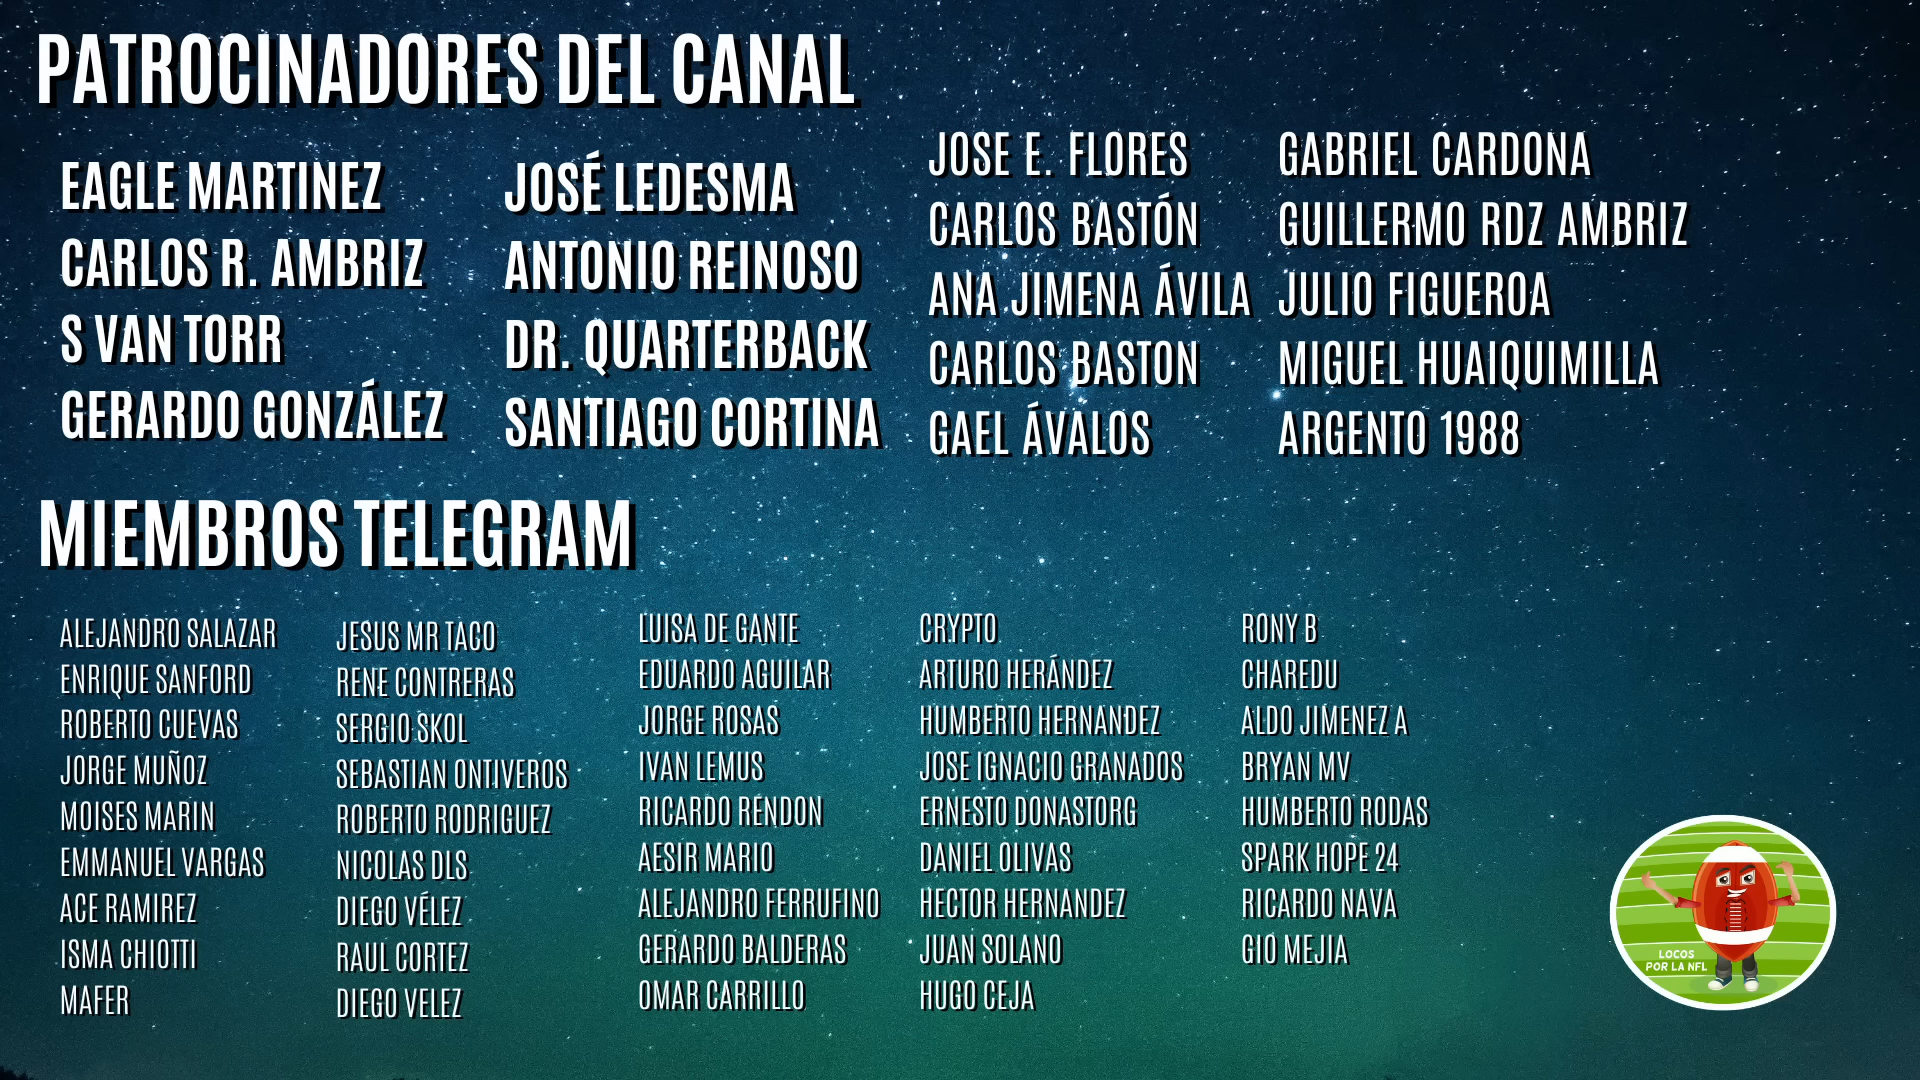 PATROCINADORES DEL CANAL
EAGLE MARTINEZ
CARLOS R. AMBRIZ
S VAN TORR
GERARDO GONZÁLEZ
JOSÉ LEDESMA
ANTONIO REINOSO
DR. QUARTERBACK
SANTIAGO CORTINA
JOSE E. FLORES
CARLOS BASTÓN
ANA JIMENA ÁVILA
CARLOS BASTON
GAEL ÁVALOS
GABRIEL CARDONA
GUILLERMO RDZ AMBRIZ
JULIO FIGUEROA
MIGUEL HUAIQUIMILLA
ARGENTO 1988
MIEMBROS TELEGRAM
ALEJANDRO SALAZAR
ENRIQUE SANFORD
ROBERTO CUEVAS
JORGE MUÑOZ
MOISES MARIN
EMMANUEL VARGAS
ACE RAMIREZ
ISMA CHIOTTI
MAFER
JESUS MR TACO
RENE CONTRERAS
SERGIO SKOL
SEBASTIAN ONTIVEROS
ROBERTO RODRIGUEZ
NICOLAS DLS
DIEGO VÉLEZ
RAUL CORTEZ
DIEGO VELEZ
LUISA DE GANTE
EDUARDO AGUILAR
JORGE ROSAS
IVAN LEMUS
RICARDO RENDON
AESIR MARIO
ALEJANDRO FERRUFINO
GERARDO BALDERAS
OMAR CARRILLO
CRYPTO
ARTURO HERÁNDEZ
HUMBERTO HERNANDEZ
JOSE IGNACIO GRANADOS
ERNESTO DONASTORG
DANIEL OLIVAS
HECTOR HERNANDEZ
JUAN SOLANO
HUGO CEJA
RONY B
CHAREDU
ALDO JIMENEZ A
BRYAN MV
HUMBERTO RODAS
SPARK HOPE 24
RICARDO NAVA
GIO MEJIA
LOCOS
POR LA NFL